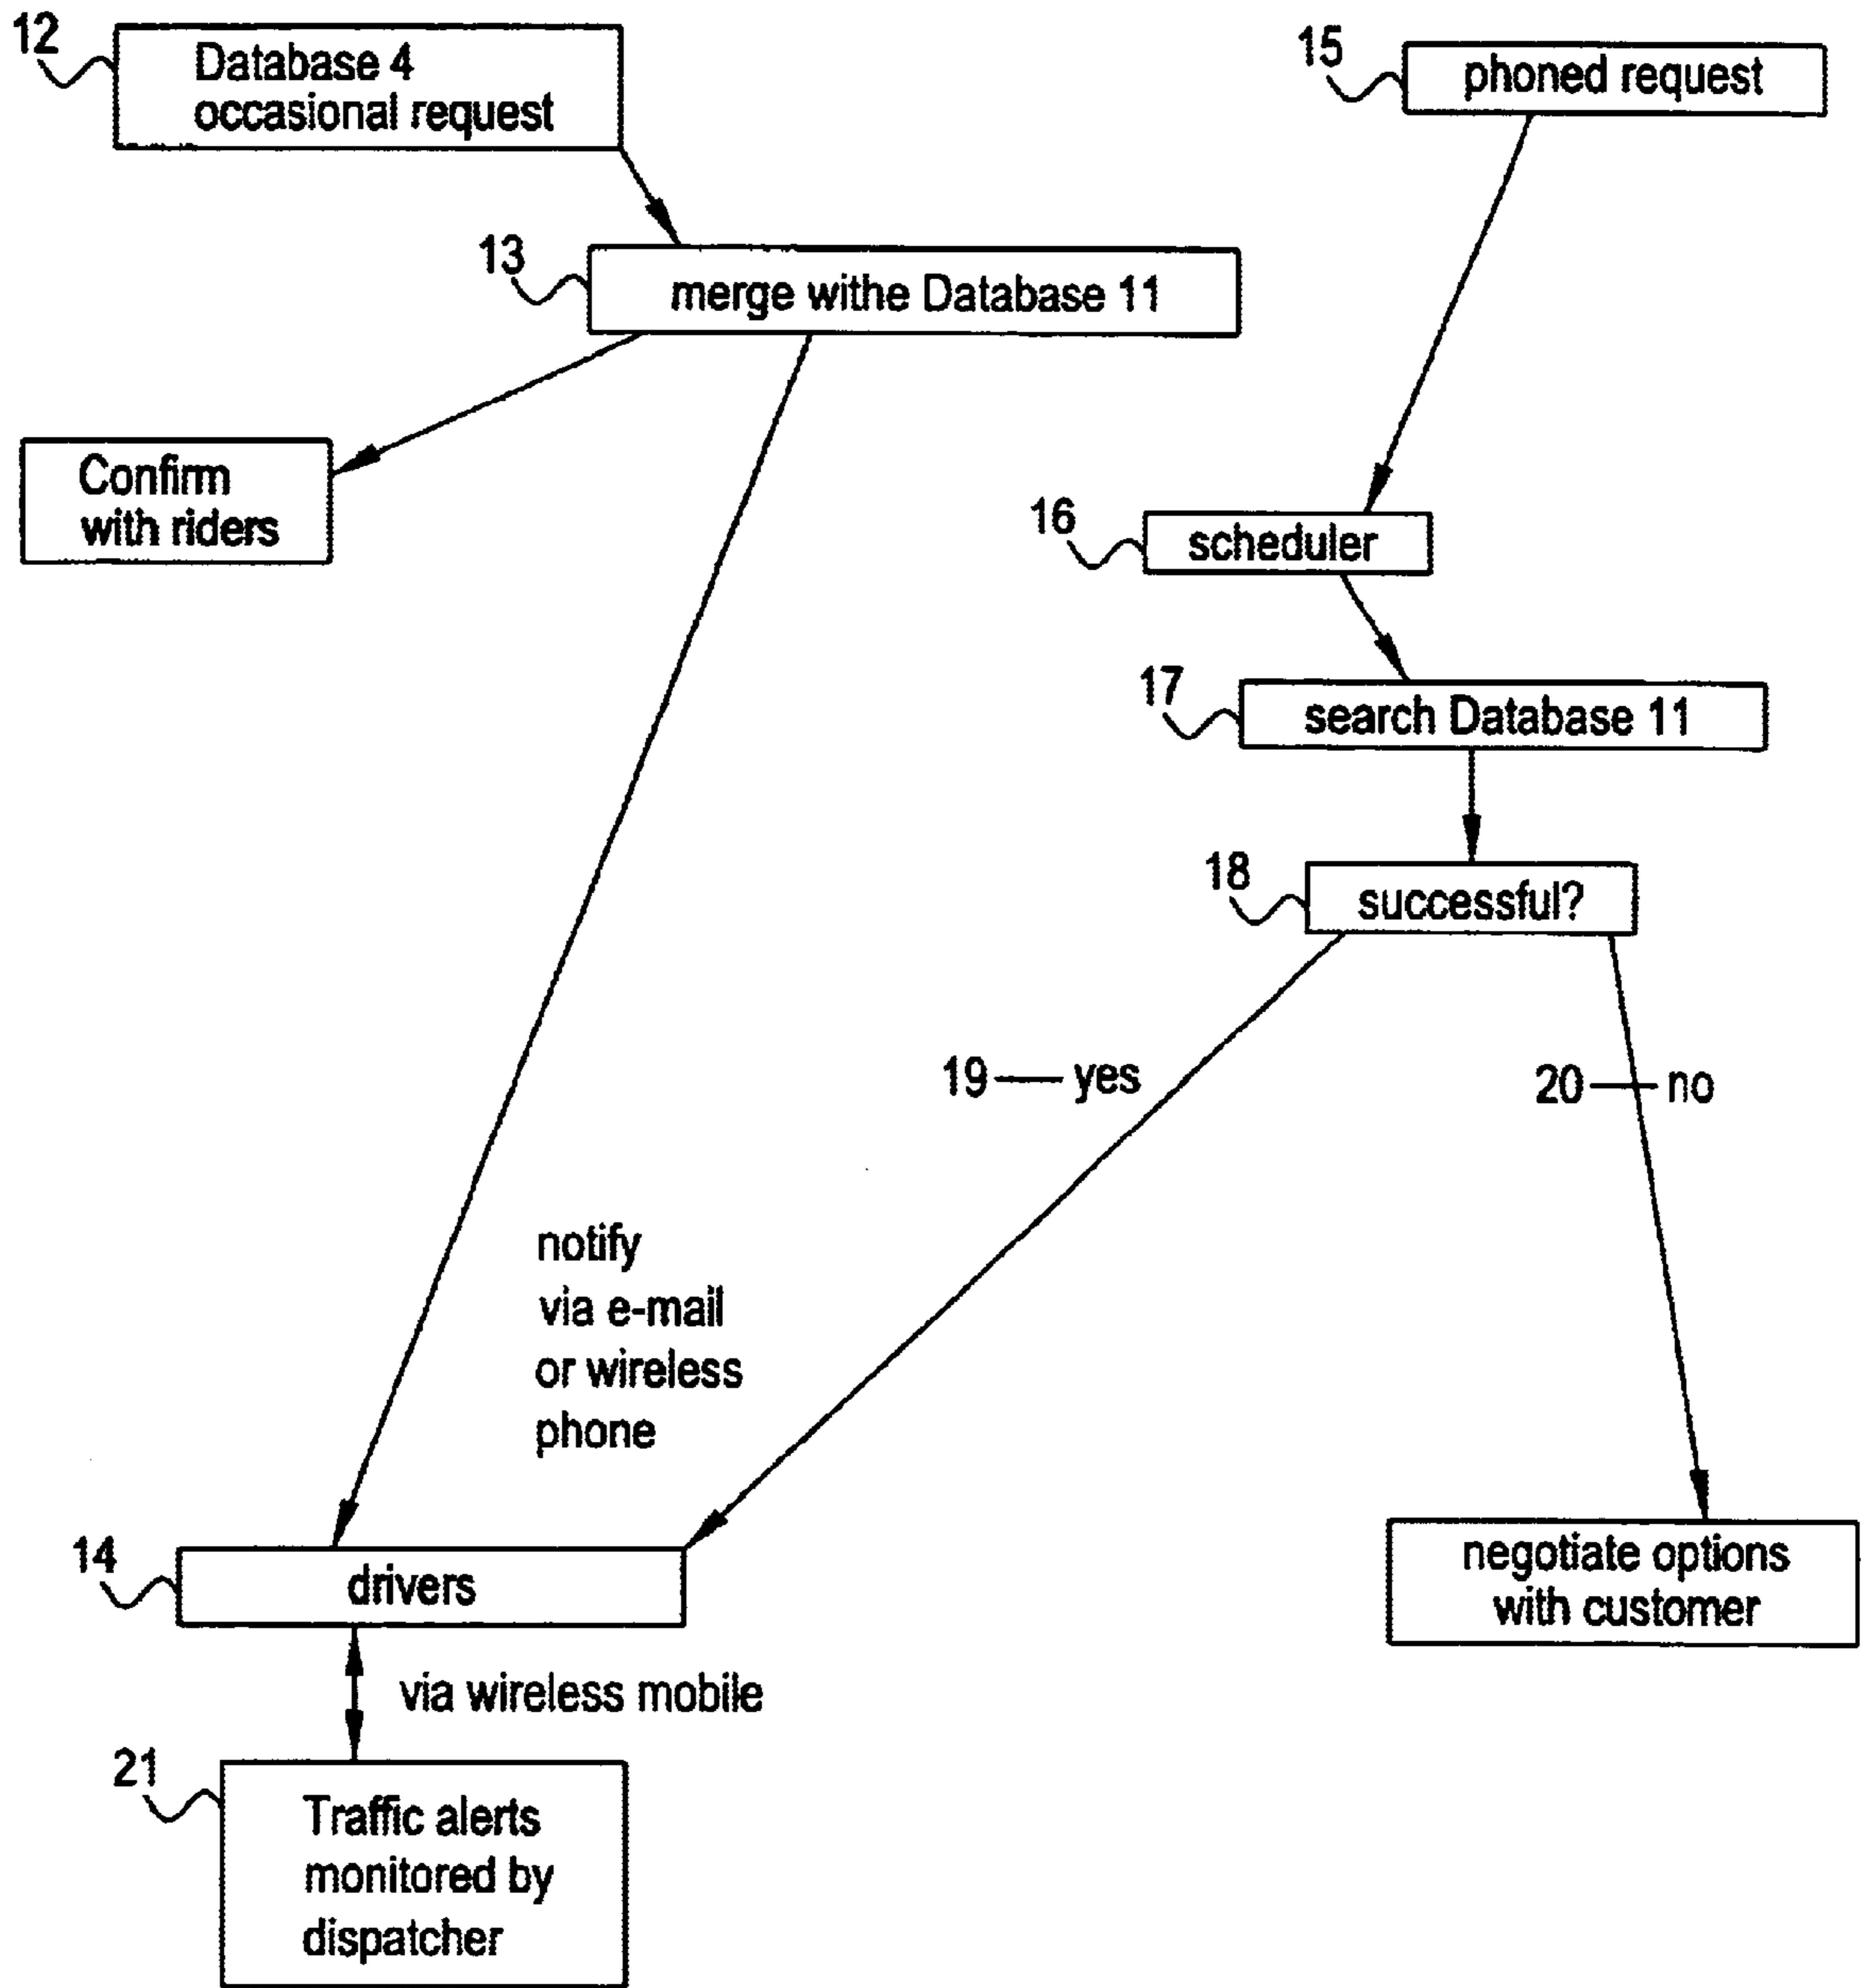 12
Database 4
occasional request
15
phoned request
13
merge withe Database 11
Confirm
with riders
16
scheduler
17
search Database 11
18
successful?
19 — yes
20 — no
notify
via e-mail
or wireless
phone
14
drivers
negotiate options
with customer
via wireless mobile
21
Traffic alerts
monitored by
dispatcher